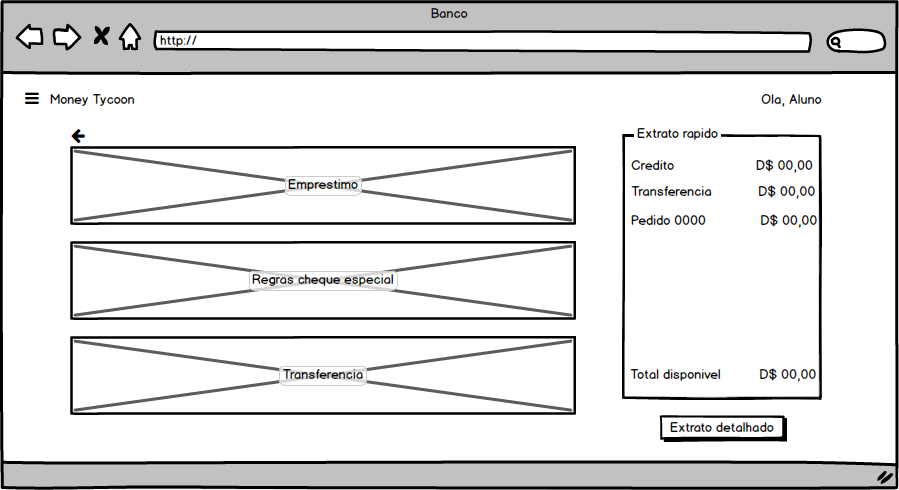 Banco
http://
Money Tycoon
Ola, Aluno
Emprestimo
Regras cheque especial
Transferencia
Extrato rapido
Credito D$ 00,00
Transferencia D$ 00,00
Pedido 0000 D$ 00,00
Total disponivel D$ 00,00
Extrato detalhado